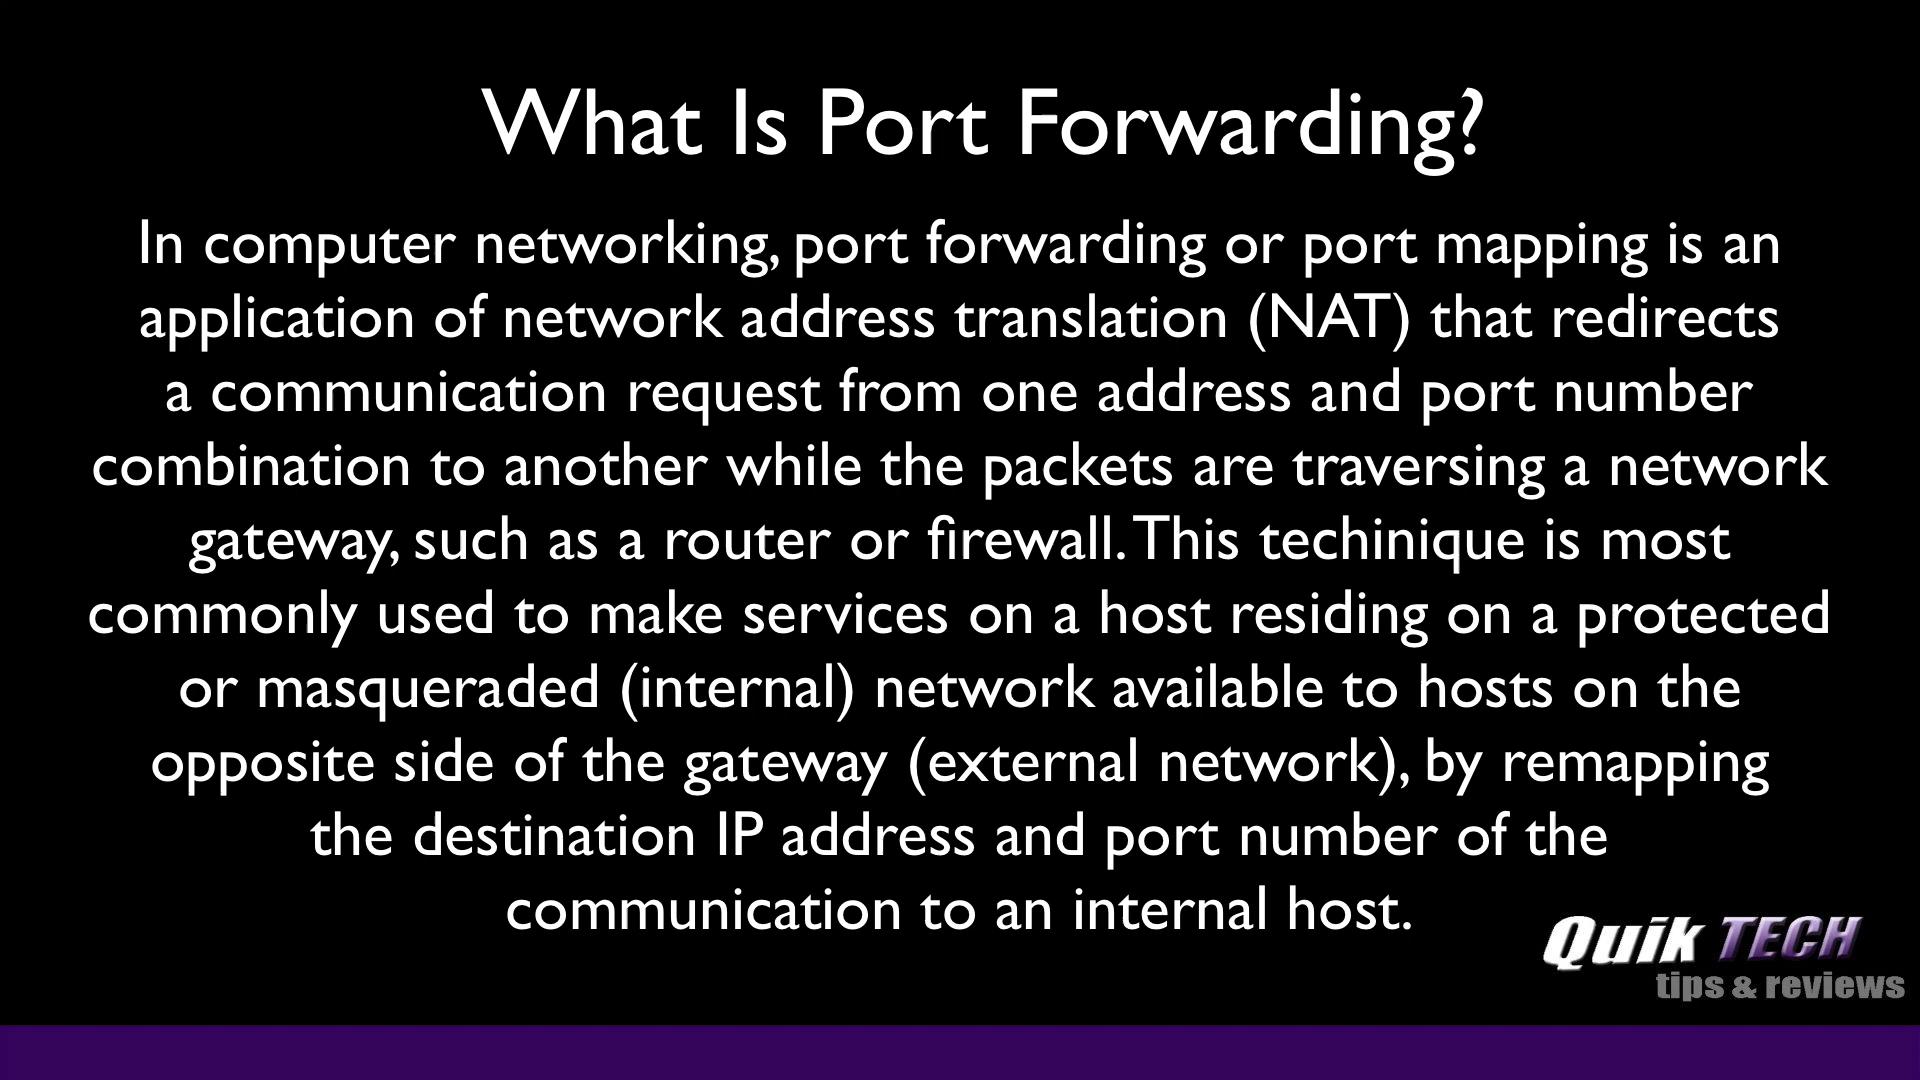 What Is Port Forwarding?
In computer networking, port forwarding or port mapping is an
application of network address translation (NAT) that redirects
a communication request from one address and port number
combination to another while the packets are traversing a network
gateway, such as a router or firewall. This techinique is most
commonly used to make services on a host residing on a protected
or masqueraded (internal) network available to hosts on the
opposite side of the gateway (external network), by remapping
the destination IP address and port number of the
communication to an internal host.
Quik TECH
tips & reviews